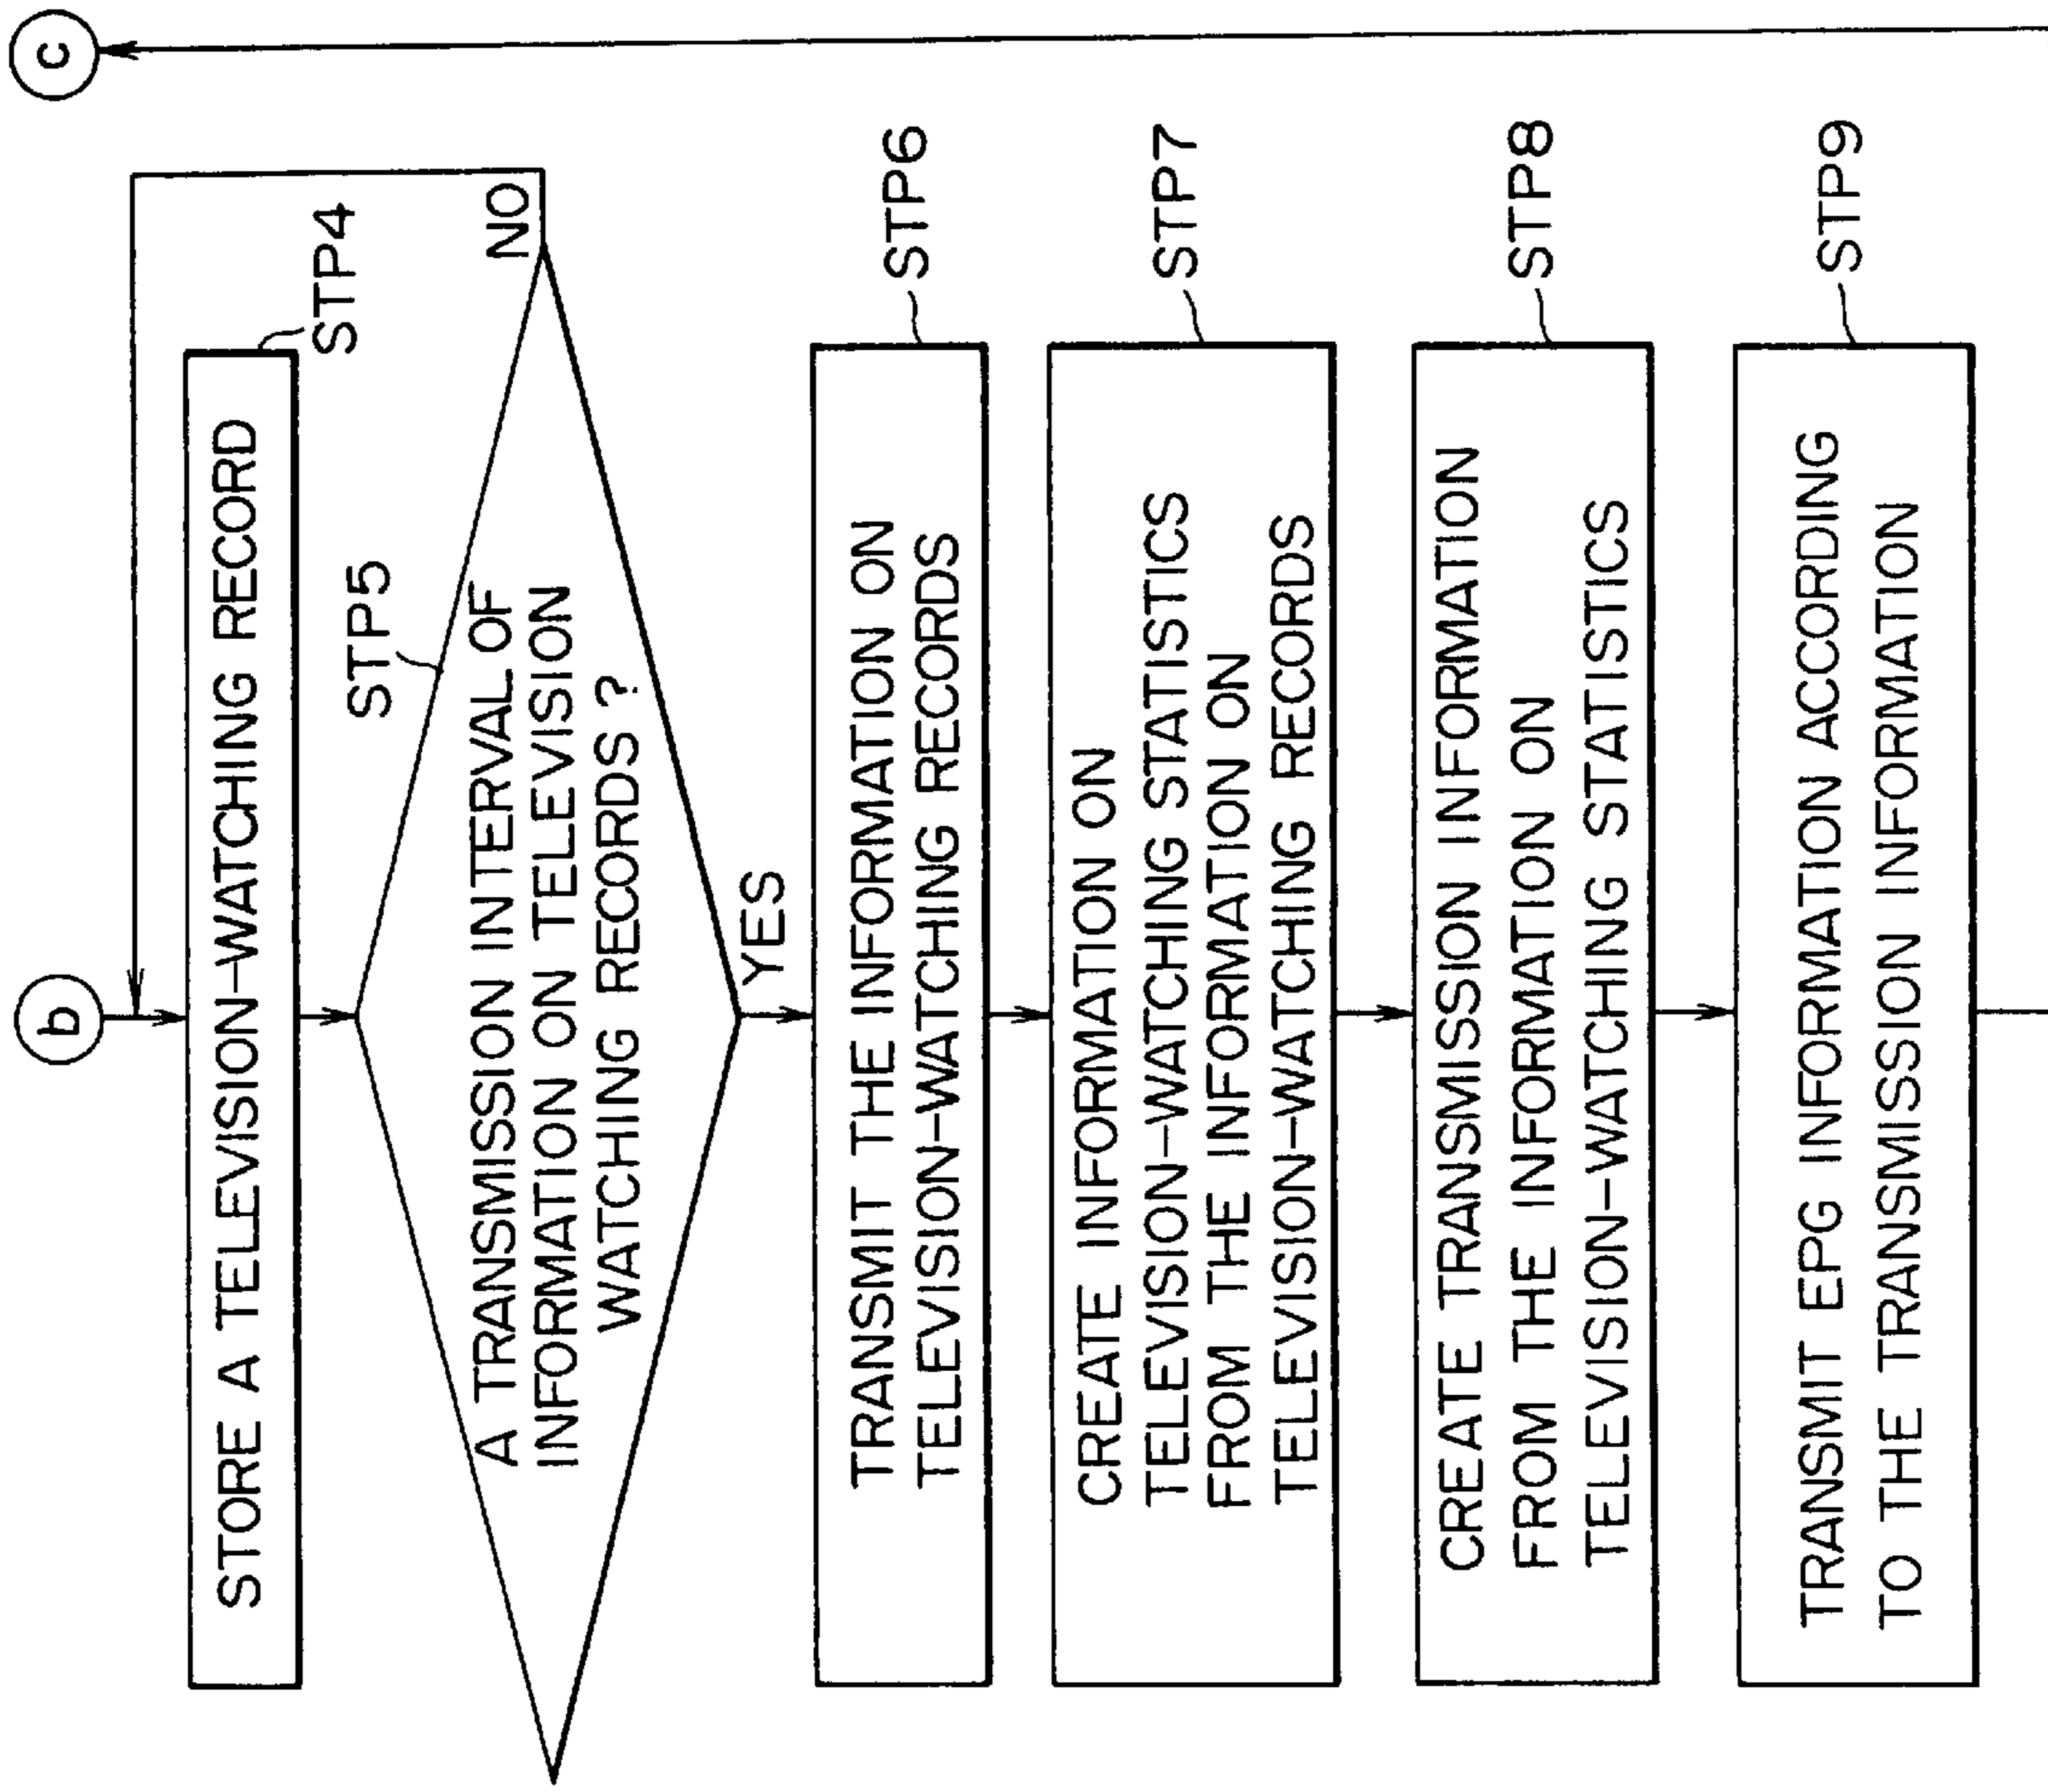 b
c
STORE A TELEVISION-WATCHING RECORD
STP4
STP5
A TRANSMISSION INTERVAL OF
INFORMATION ON TELEVISION
WATCHING RECORDS ?
NO
YES
TRANSMIT THE INFORMATION ON
TELEVISION-WATCHING RECORDS
STP6
CREATE INFORMATION ON
TELEVISION-WATCHING STATISTICS
FROM THE INFORMATION ON
TELEVISION-WATCHING RECORDS
STP7
CREATE TRANSMISSION INFORMATION
FROM THE INFORMATION ON
TELEVISION-WATCHING STATISTICS
STP8
TRANSMIT EPG INFORMATION ACCORDING
TO THE TRANSMISSION INFORMATION
STP9